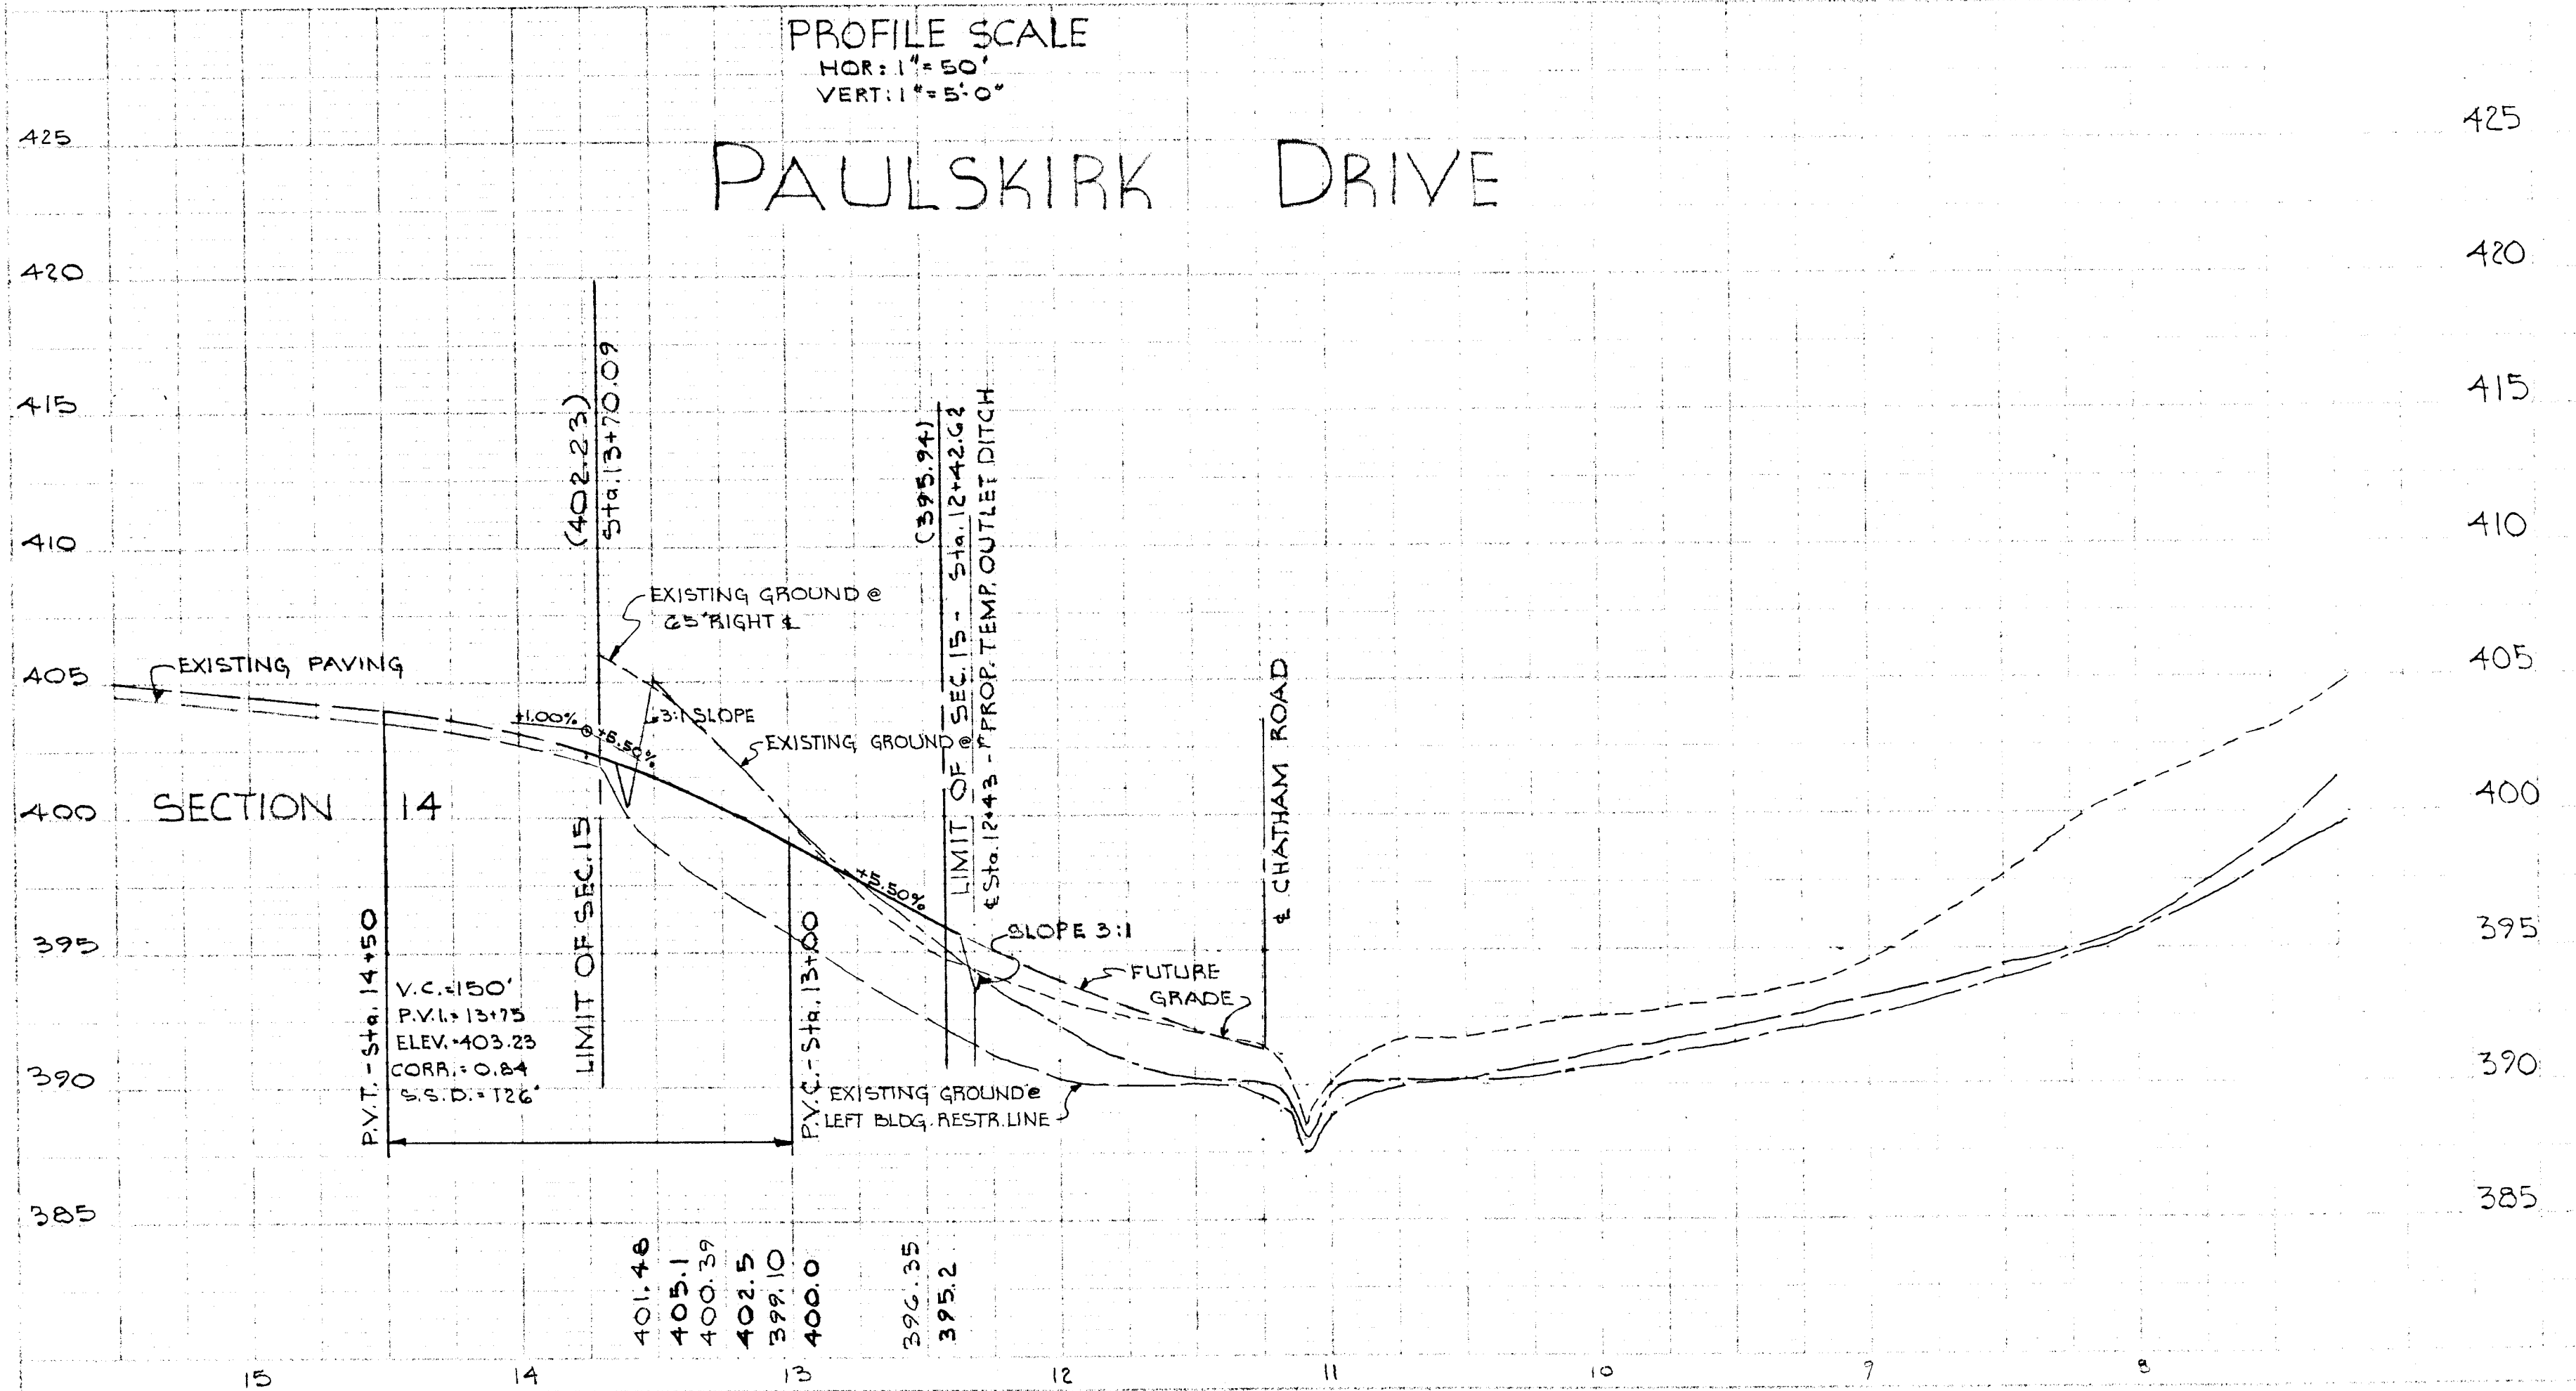 PROFILE SCALE
HOR: 1"= 50'
VERT: 1"= 5'-0"
PAULSKIRK DRIVE
425
425
420
420
415
415
410
410
405
405
400
400
395
395
390
390
385
385
(402.23)
Sta. 13+70.09
(395.94)
LIMIT OF SEC. 15 - Sta. 12+42.62
℄ Sta. 12+43 - PROP. TEMP. OUTLET DITCH
EXISTING GROUND @
65' RIGHT ℄
EXISTING PAVING
+1.00%
+5.50%
3:1 SLOPE
EXISTING GROUND @ ℄
℄ CHATHAM ROAD
SECTION 14
LIMIT OF SEC. 15
+5.50%
SLOPE 3:1
FUTURE
GRADE
P.V.T. - Sta. 14+50
V.C. = 150'
P.V.I. = 13+75
ELEV. = 403.23
CORR. = 0.84
S.S.D. = 726'
P.V.C. - Sta. 13+00
EXISTING GROUND @
LEFT BLDG. RESTR. LINE
401.48
405.1
400.39
402.5
399.10
400.0
396.35
395.2
15 14 13 12 11 10 9 8